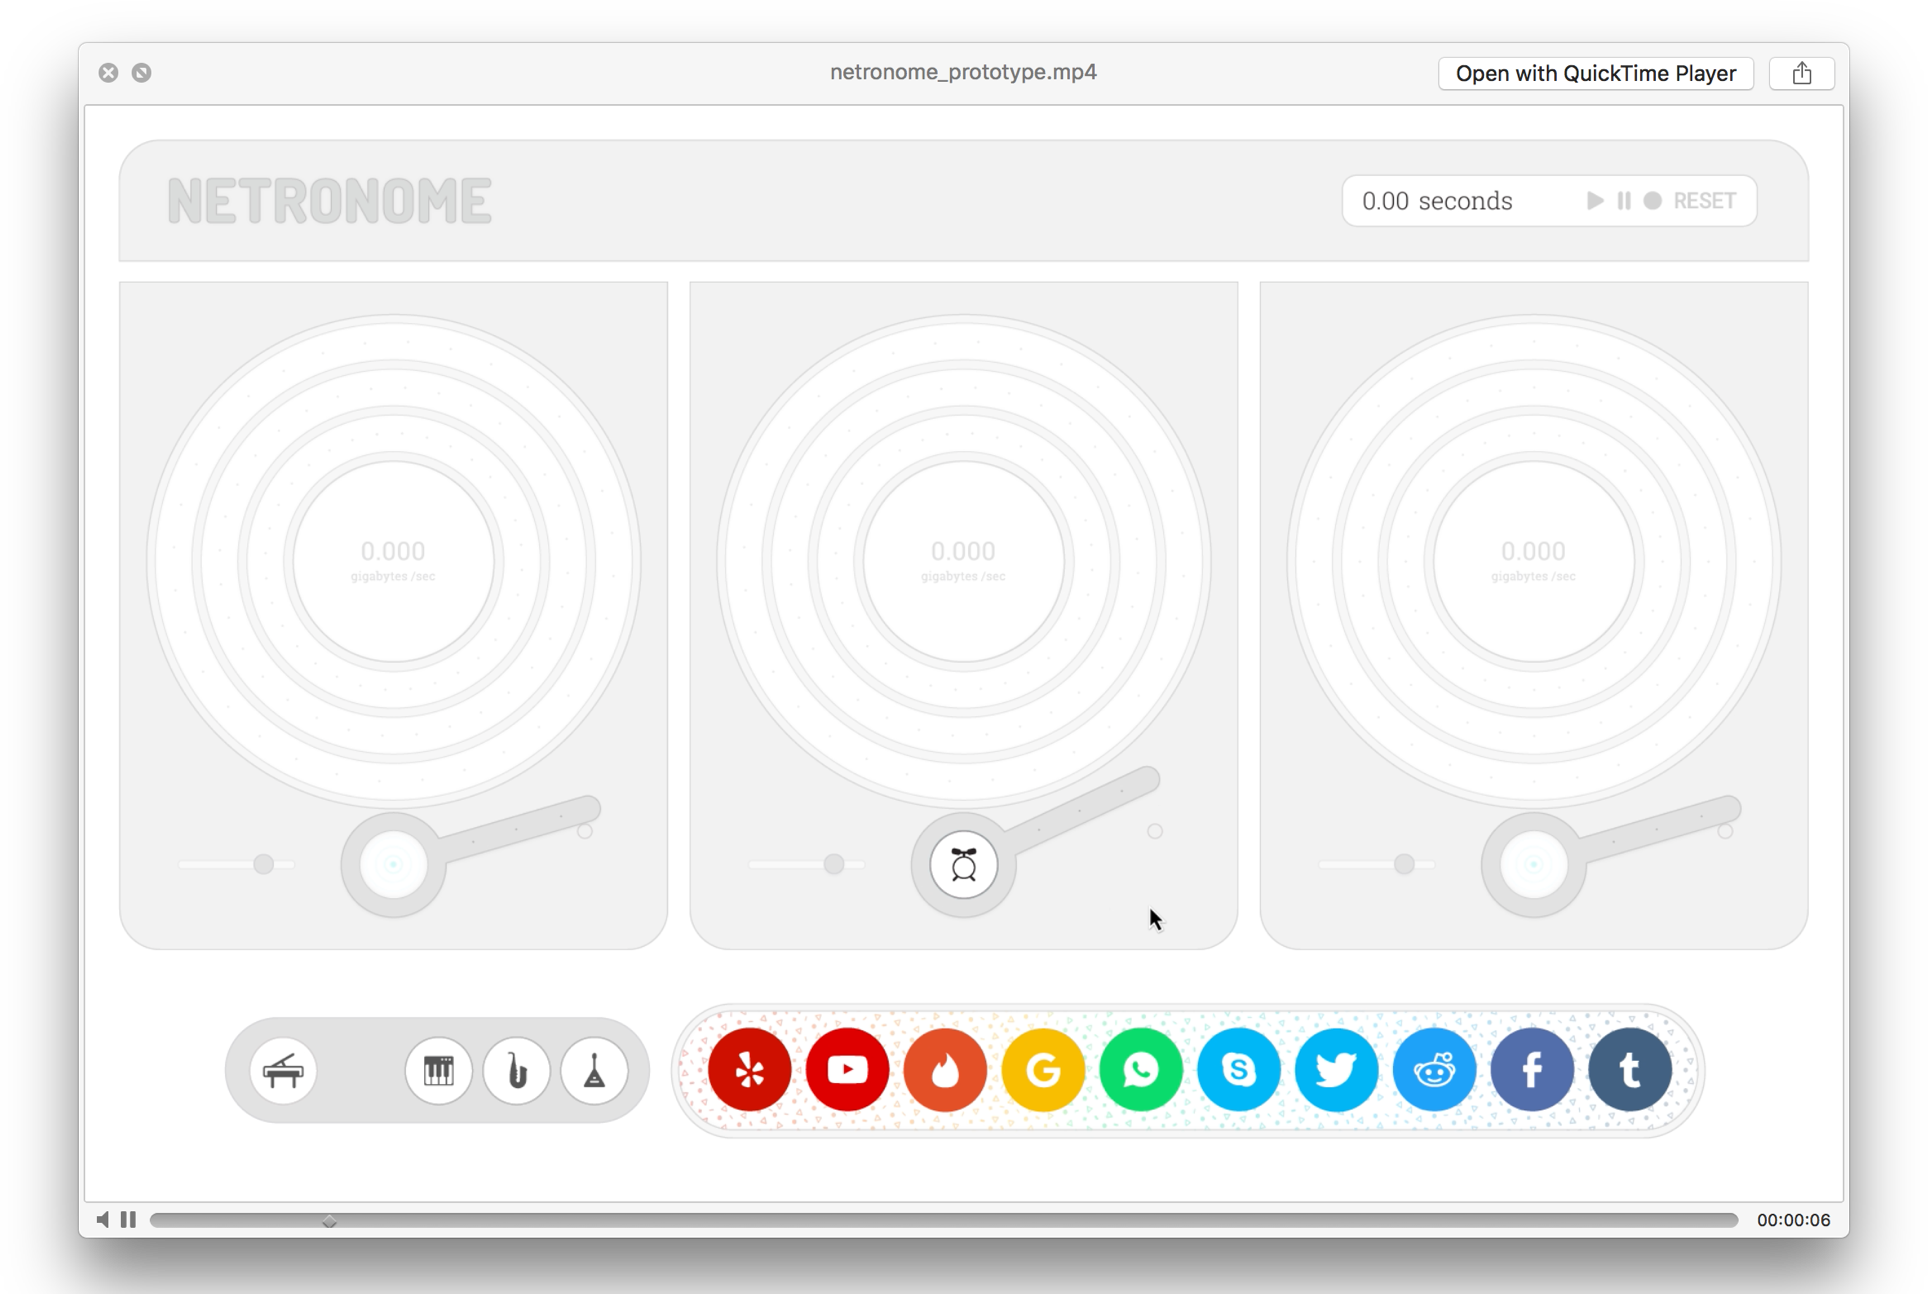 netronome_prototype.mp4
Open with QuickTime Player
NETRONOME
0.00 seconds
RESET
0.000
gigabytes /sec
0.000
gigabytes /sec
0.000
gigabytes /sec
G
S
f
t
00:00:06